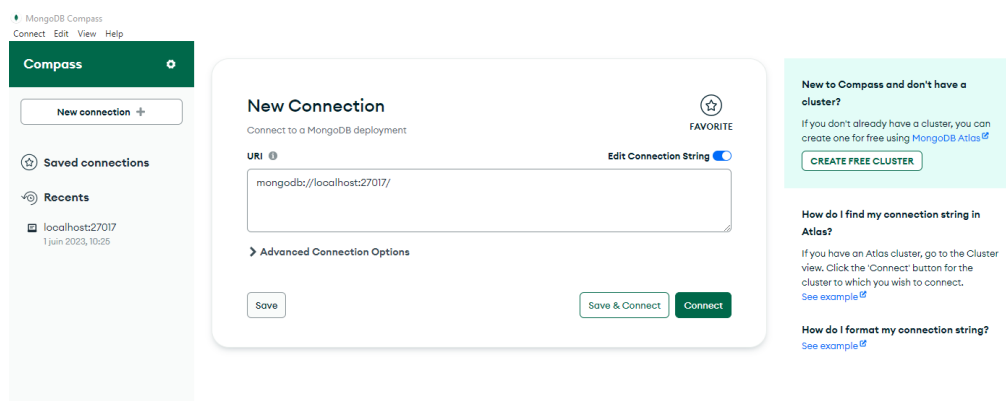 MongoDB Compass
Connect Edit View Help
Compass
New connection +
Saved connections
Recents
localhost:27017
1 juin 2023, 10:25
New Connection
Connect to a MongoDB deployment
FAVORITE
URI
Edit Connection String
mongodb://localhost:27017/
Advanced Connection Options
Save
Save & Connect
Connect
New to Compass and don't have a
cluster?
If you don't already have a cluster, you can
create one for free using MongoDB Atlas
CREATE FREE CLUSTER
How do I find my connection string in
Atlas?
If you have an Atlas cluster, go to the Cluster
view. Click the 'Connect' button for the
cluster to which you wish to connect.
See example
How do I format my connection string?
See example